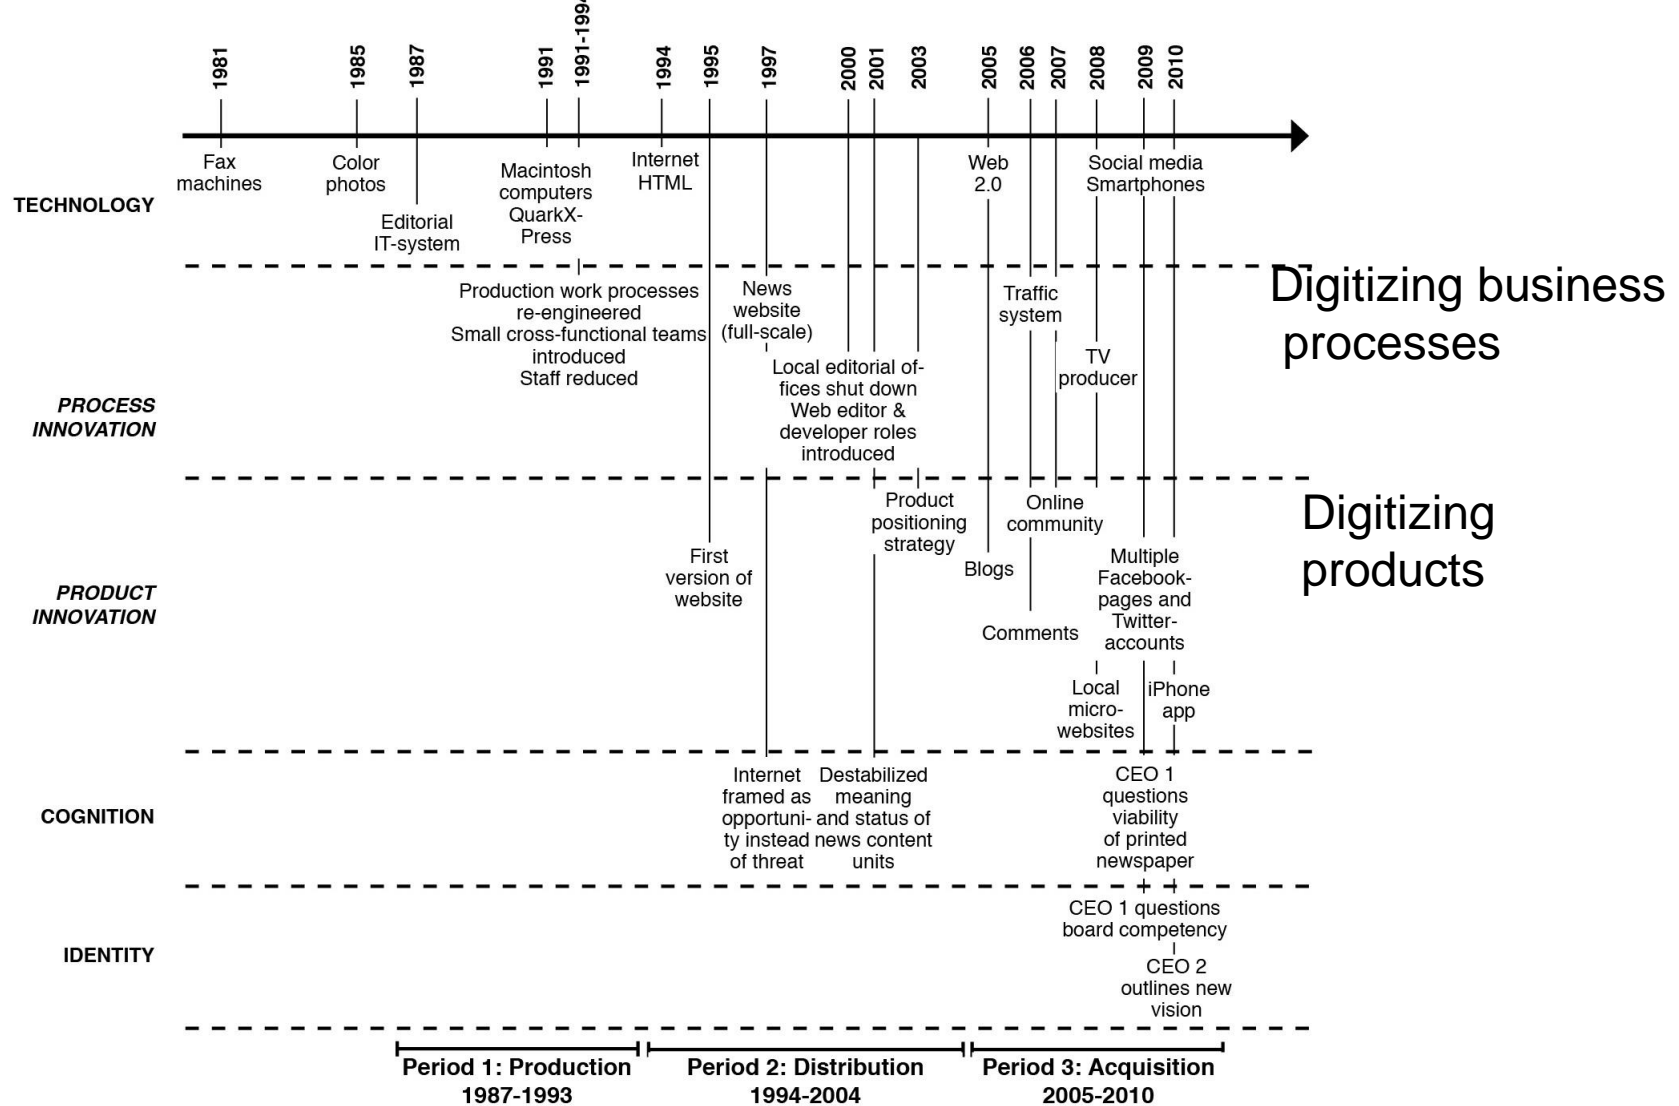 1981
1985
1987
1991
1991-1994
1994
1995
1997
2000
2001
2003
2005
2006
2007
2008
2009
2010
TECHNOLOGY
Fax
machines
Color
photos
Editorial
IT-system
Macintosh
computers
QuarkX-
Press
Internet
HTML
Web
2.0
Social media
Smartphones
Digitizing business
processes
PROCESS
INNOVATION
Production work processes
re-engineered
Small cross-functional teams
introduced
Staff reduced
News
website
(full-scale)
Local editorial of-
fices shut down
Web editor &
developer roles
introduced
Traffic
system
TV
producer
Digitizing
products
PRODUCT
INNOVATION
First
version of
website
Product
positioning
strategy
Blogs
Online
community
Comments
Multiple
Facebook-
pages and
Twitter-
accounts
Local
micro-
websites
iPhone
app
COGNITION
Internet
framed as
opportuni-
ty instead
of threat
Destabilized
meaning
and status of
news content
units
CEO 1
questions
viability
of printed
newspaper
IDENTITY
CEO 1 questions
board competency
CEO 2
outlines new
vision
Period 1: Production
1987-1993
Period 2: Distribution
1994-2004
Period 3: Acquisition
2005-2010